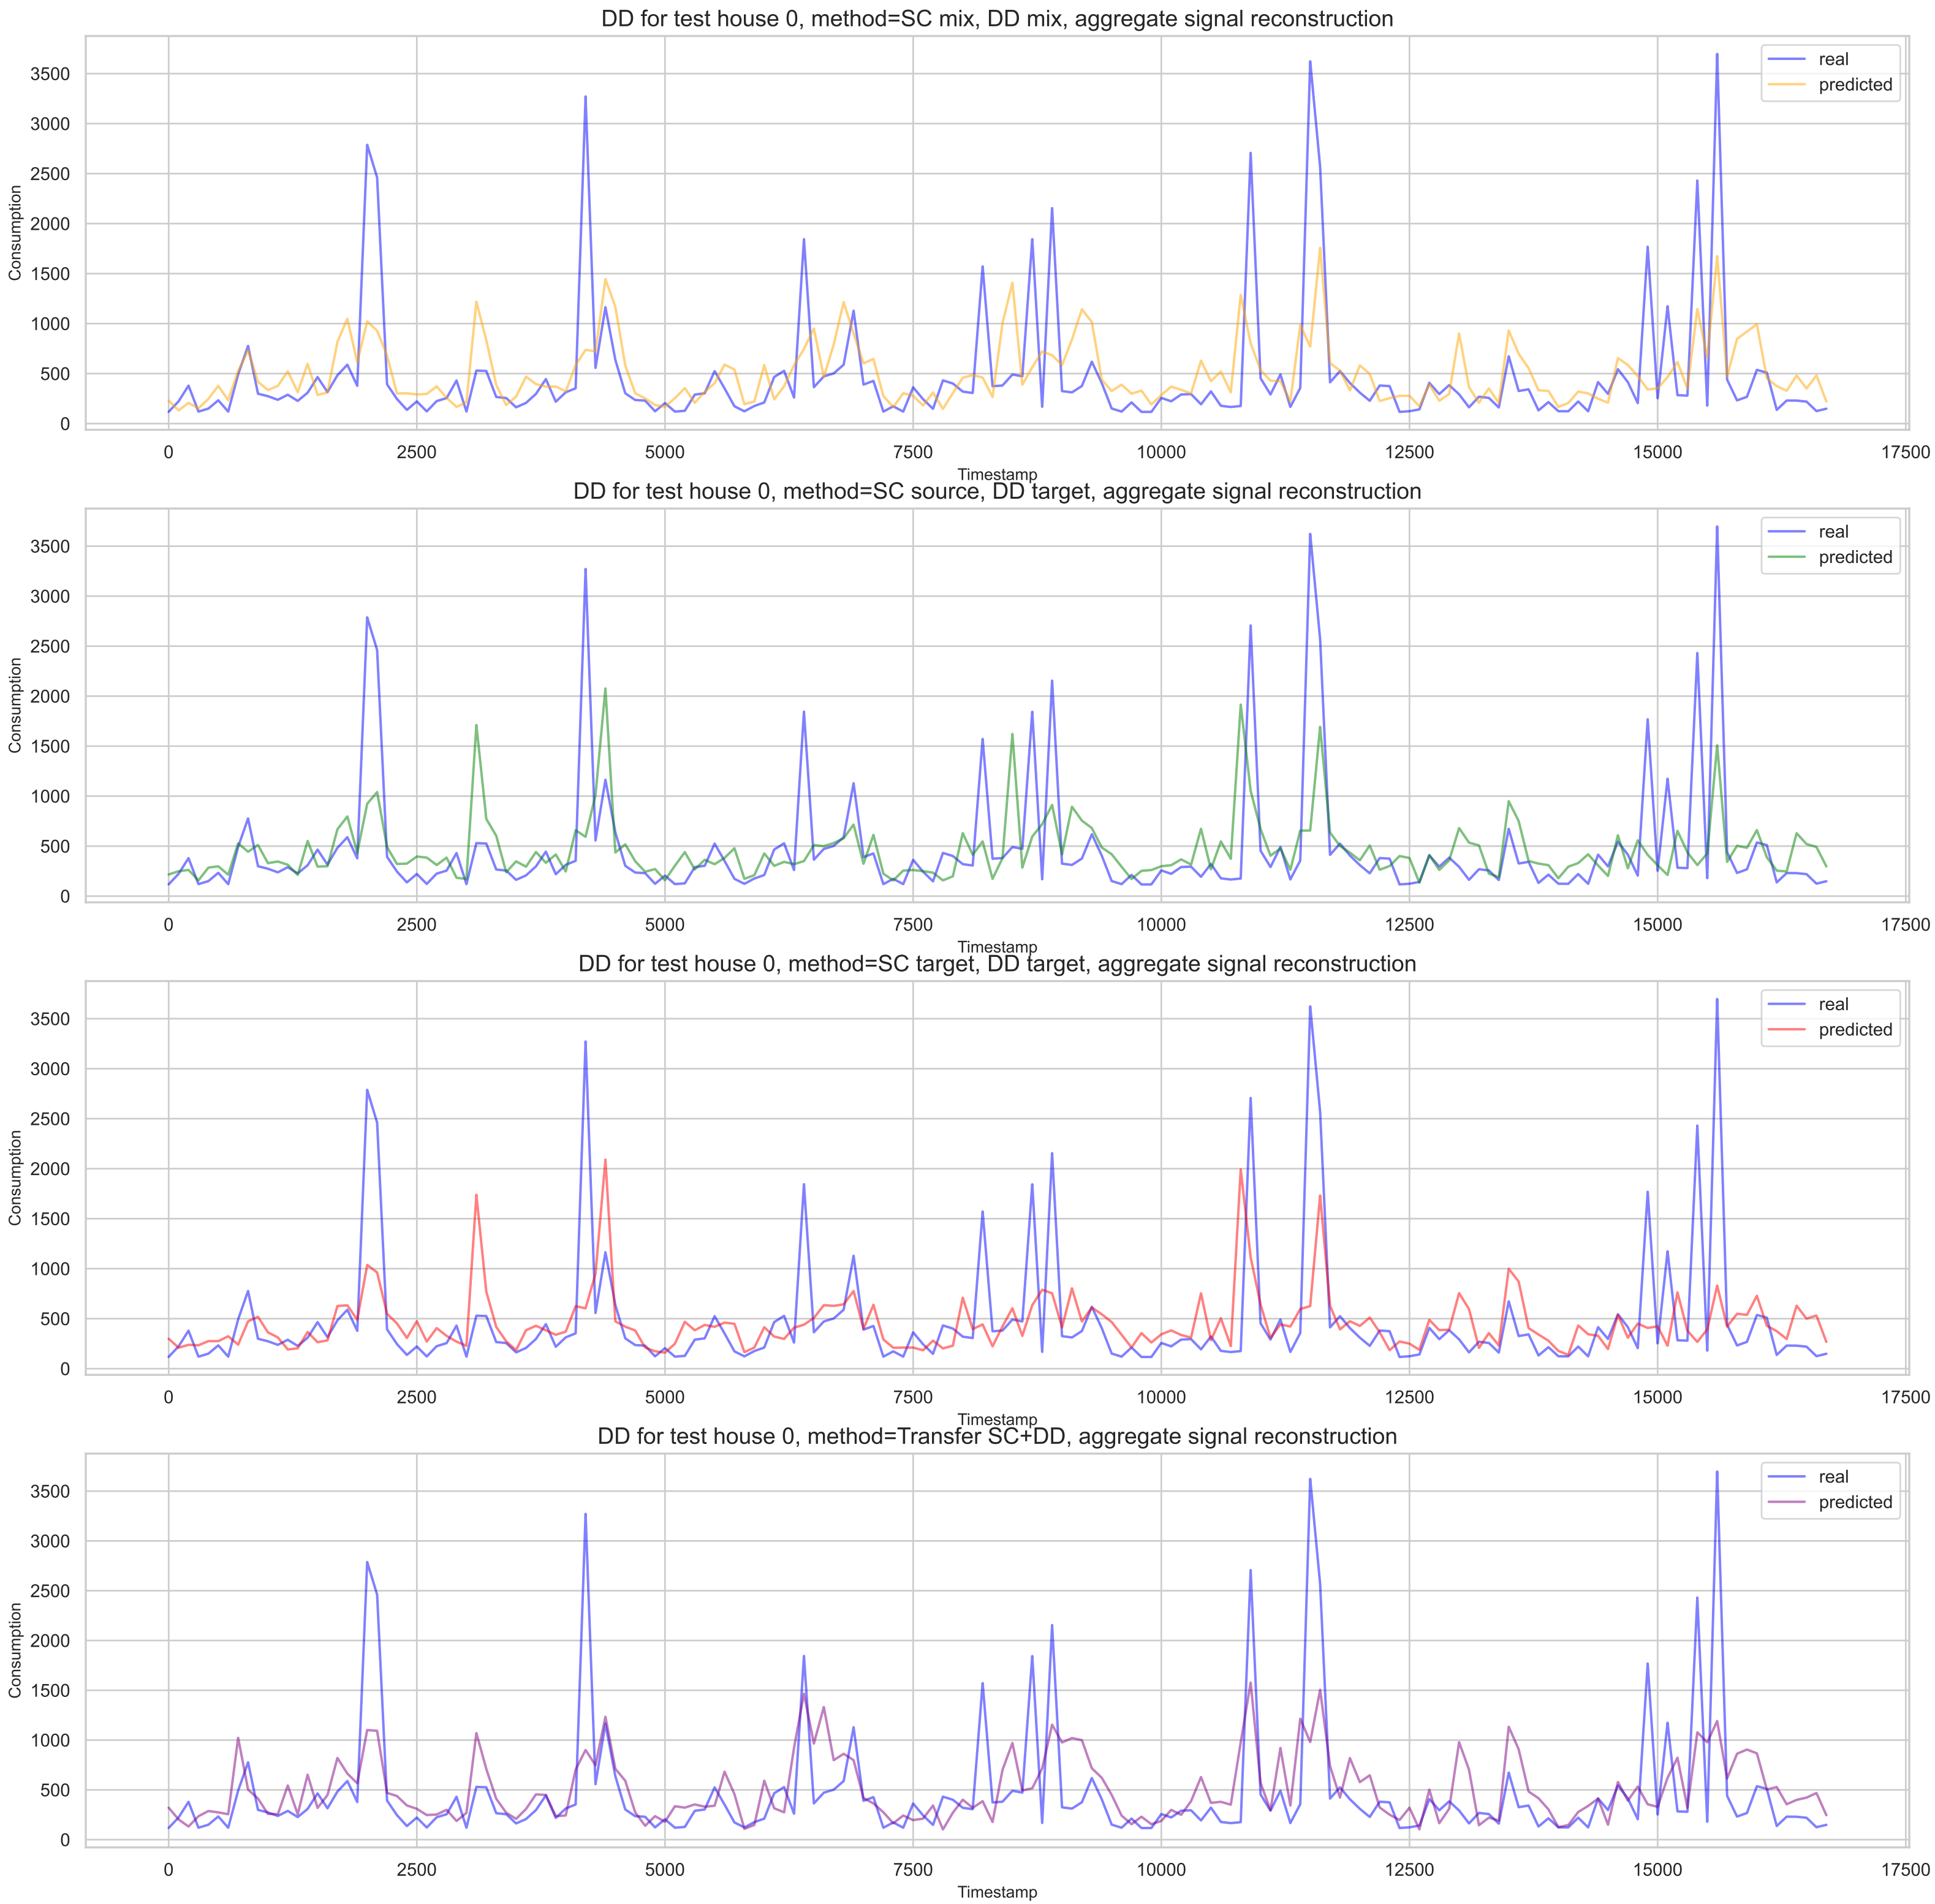 DD for test house 0, method=SC mix, DD mix, aggregate signal reconstruction
real
predicted
3500
3000
2500
2000
1500
1000
500
0
Consumption
0 2500 5000 7500 10000 12500 15000 17500
Timestamp
DD for test house 0, method=SC source, DD target, aggregate signal reconstruction
real
predicted
3500
3000
2500
2000
1500
1000
500
0
Consumption
0 2500 5000 7500 10000 12500 15000 17500
Timestamp
DD for test house 0, method=SC target, DD target, aggregate signal reconstruction
real
predicted
3500
3000
2500
2000
1500
1000
500
0
Consumption
0 2500 5000 7500 10000 12500 15000 17500
Timestamp
DD for test house 0, method=Transfer SC+DD, aggregate signal reconstruction
real
predicted
3500
3000
2500
2000
1500
1000
500
0
Consumption
0 2500 5000 7500 10000 12500 15000 17500
Timestamp